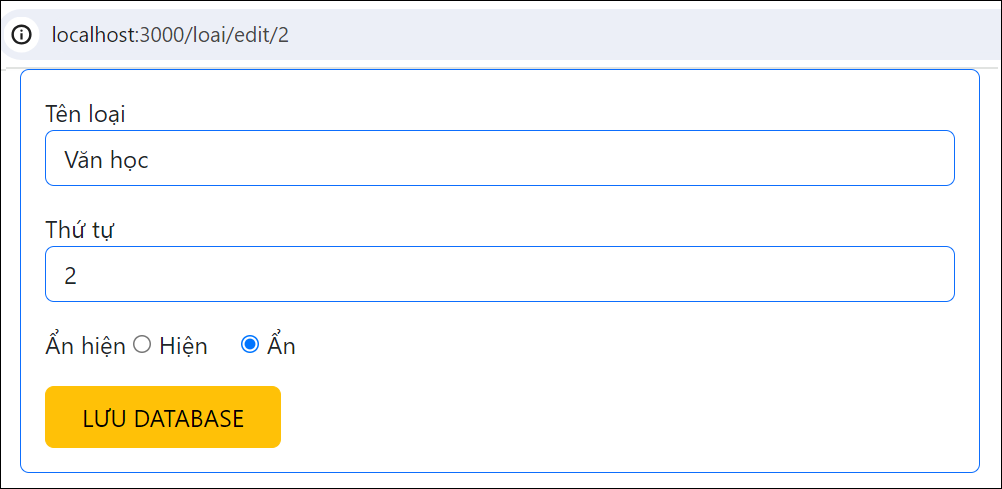 localhost:3000/loai/edit/2
Tên loại
Văn học
Thứ tự
2
Ẩn hiện Hiện Ẩn
LƯU DATABASE